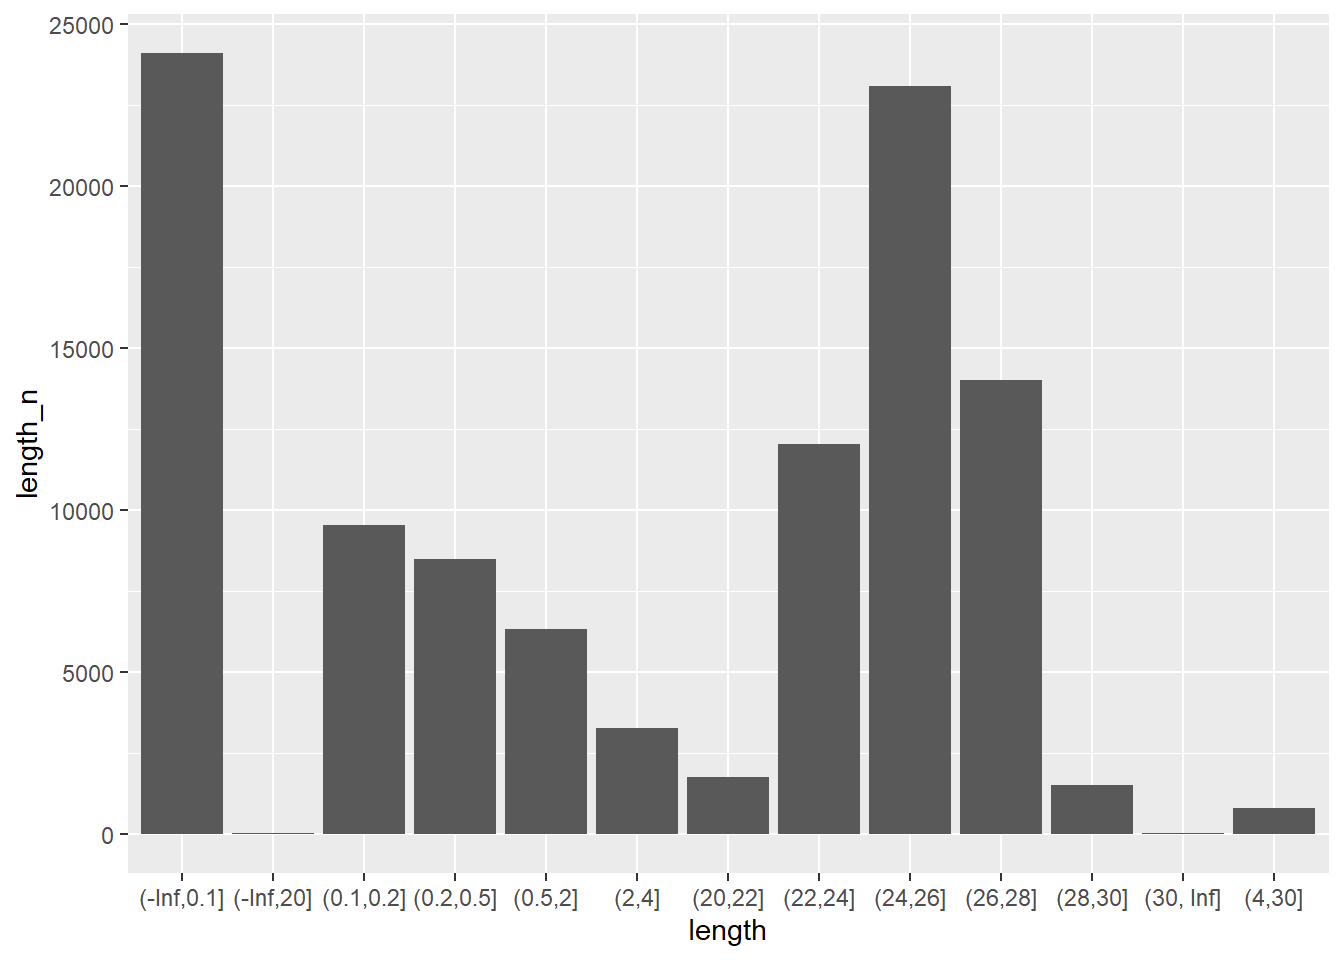 25000
20000
15000
10000
5000
0
length_n
(-Inf,0.1] (-Inf,20] (0.1,0.2] (0.2,0.5] (0.5,2] (2,4] (20,22] (22,24] (24,26] (26,28] (28,30] (30, Inf] (4,30]
length